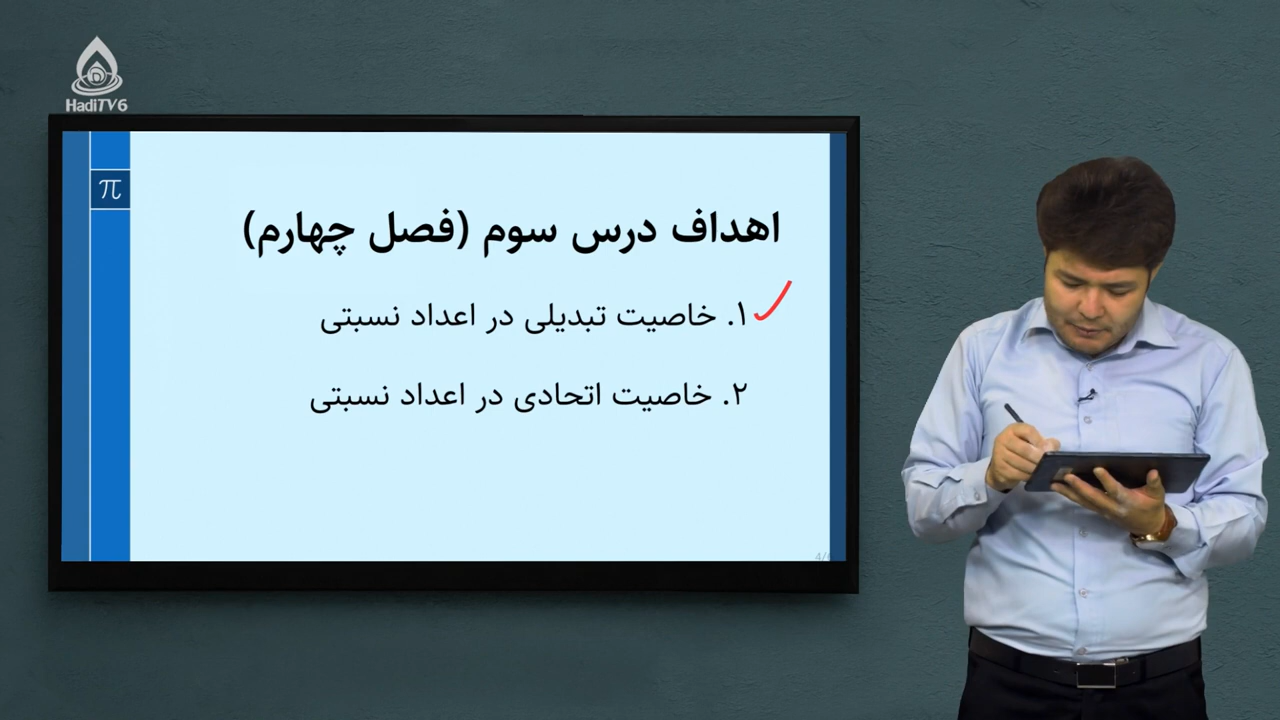 HadiTV6
π
اهداف درس سوم (فصل چهارم)
۱. خاصیت تبدیلی در اعداد نسبتی
۲. خاصیت اتحادی در اعداد نسبتی